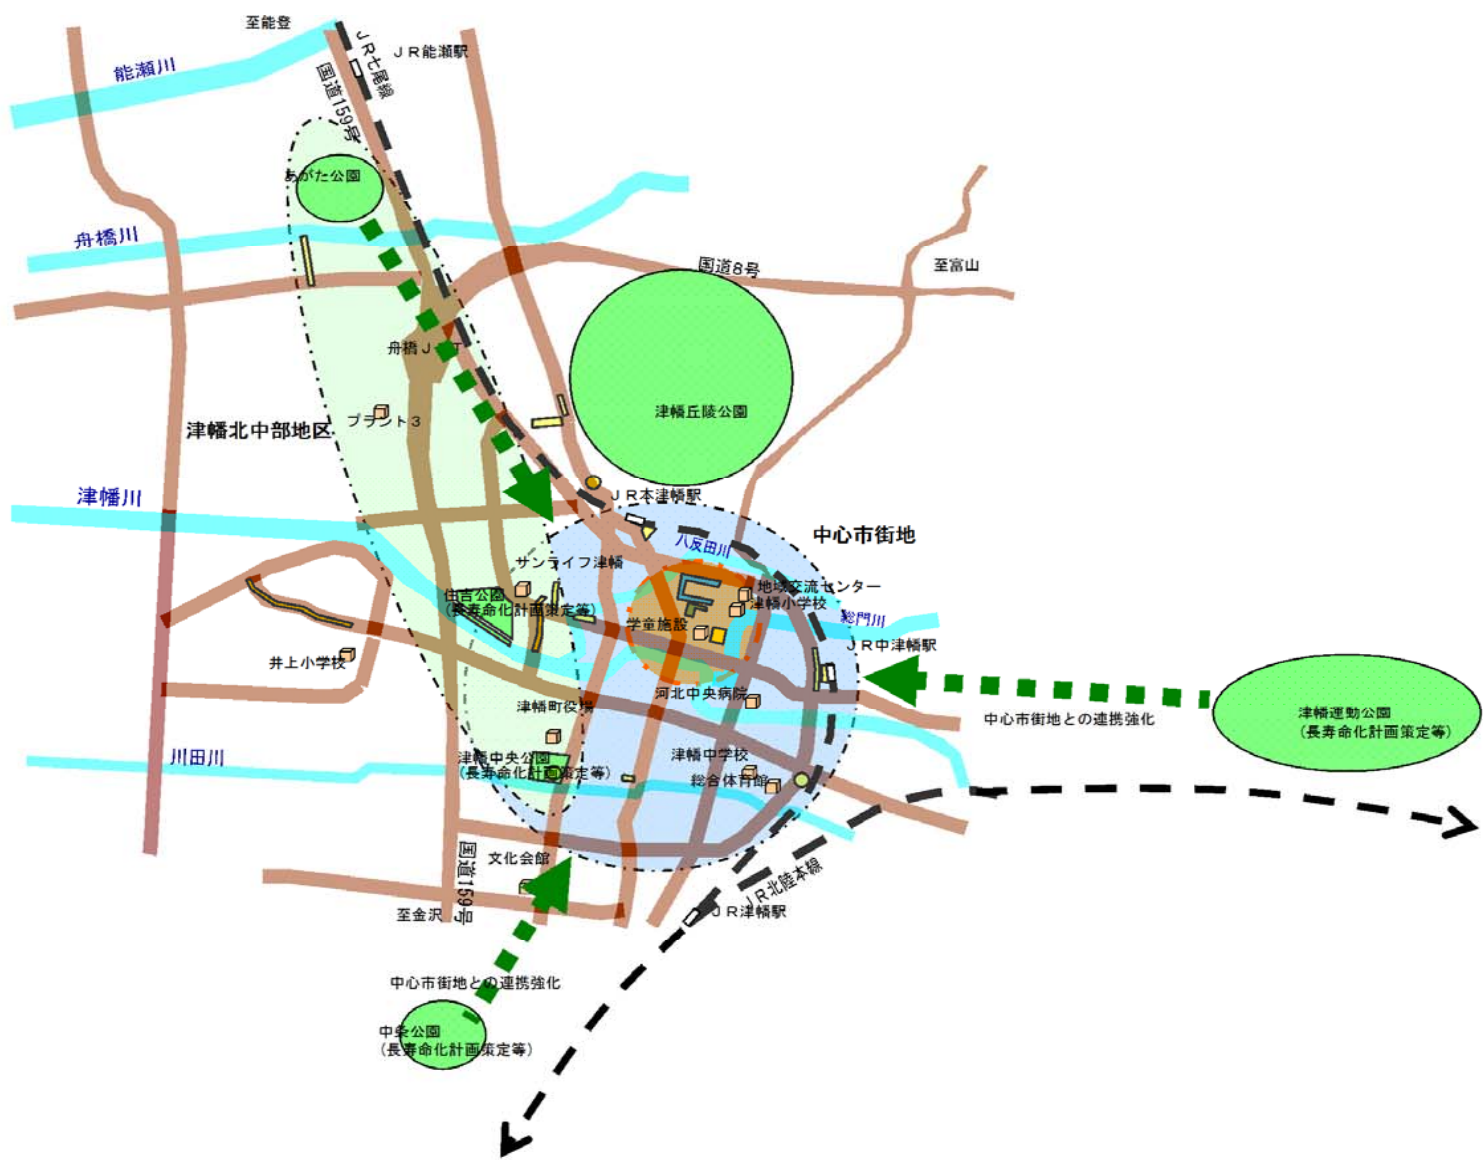 至能登
ＪＲ七尾線
ＪＲ能瀬駅
能瀬川
国道159号
あがた公園
舟橋川
国道8号
至富山
舟橋Ｊ
Ｔ
津幡丘陵公園
プラント３
津幡北中部地区
津幡川
ＪＲ本津幡駅
中心市街地
八反田川
サンライフ津幡
地域交流センター
住吉公園
（長寿命化計画策定等）
津幡小学校
学童施設
総門川
ＪＲ中津幡駅
井上小学校
河北中央病院
津幡町役場
中心市街地との連携強化
津幡運動公園
（長寿命化計画策定等）
川田川
津幡中央公園
（長寿命化計画策定等）
津幡中学校
総合体育館
国道159号
文化会館
ＪＲ北陸本線
至金沢
ＪＲ津幡駅
中心市街地との連携強化
中条公園
（長寿命化計画策定等）